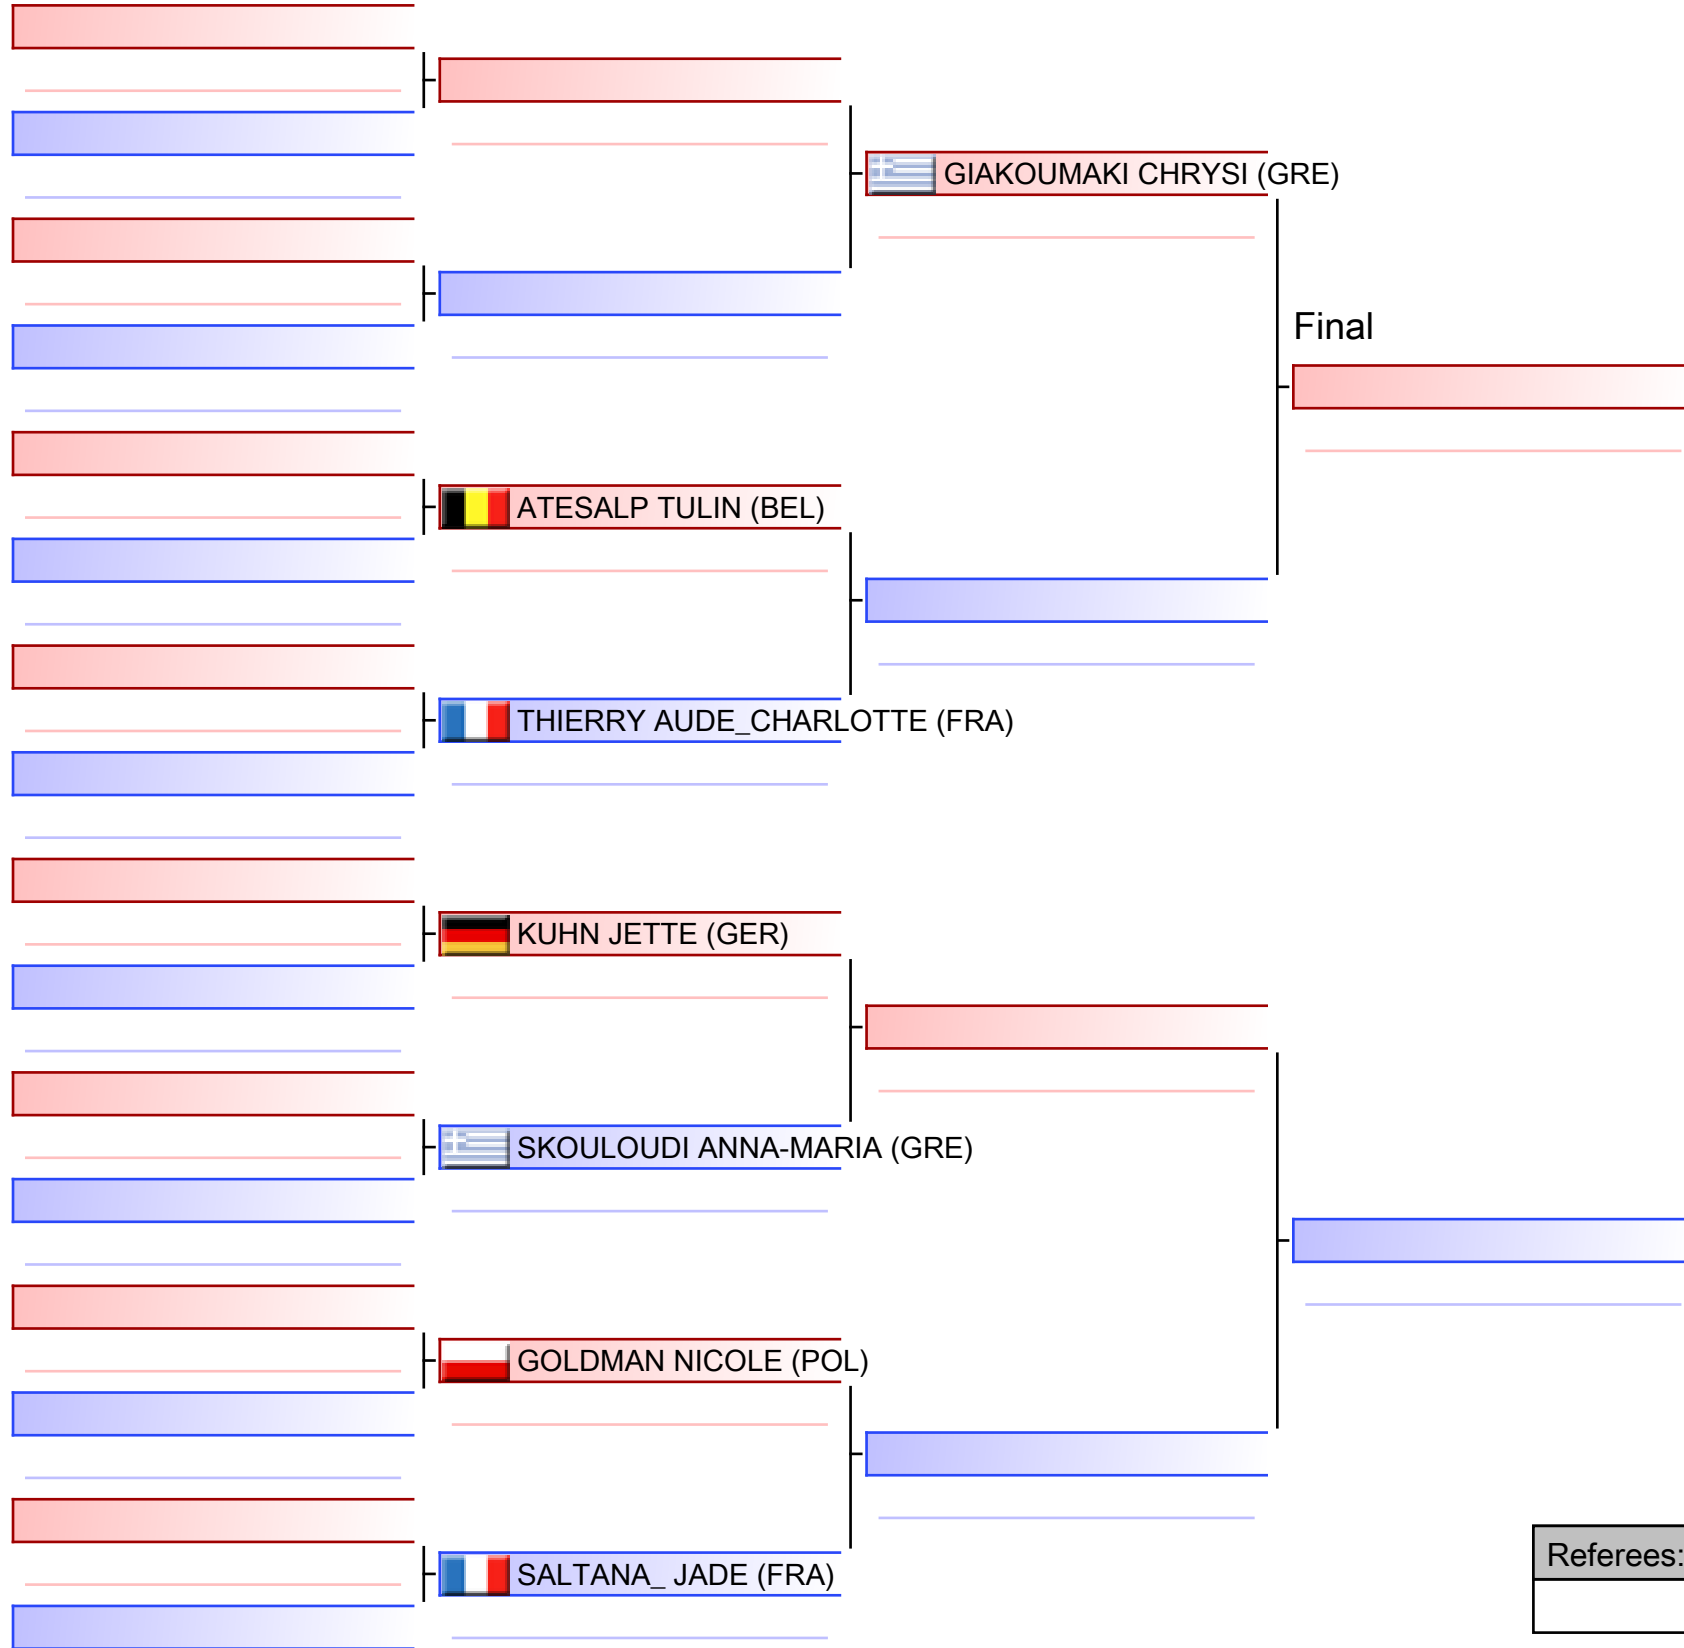 GIAKOUMAKI CHRYSI (GRE)
Final
ATESALP TULIN (BEL)
THIERRY AUDE_CHARLOTTE (FRA)
KUHN JETTE (GER)
SKOULOUDI ANNA-MARIA (GRE)
GOLDMAN NICOLE (POL)
SALTANA_ JADE (FRA)
Referees: